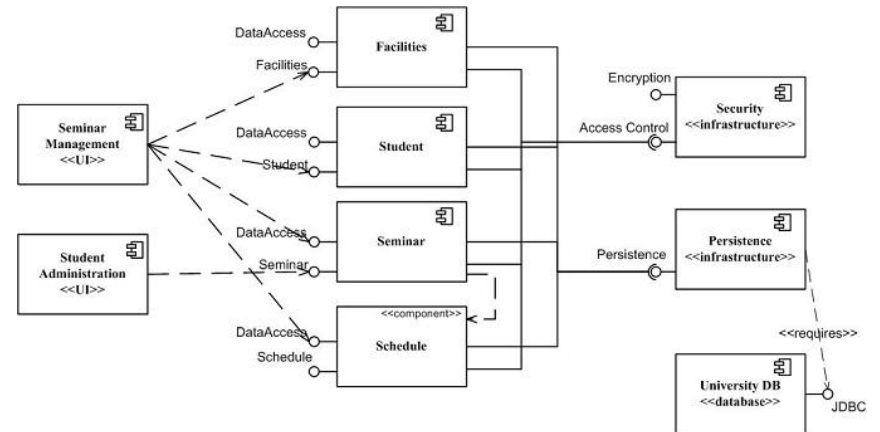 DataAccess
Facilities
Facilities
Encryption
Security
<<infrastructure>>
Access Control
Seminar
Management
<<UI>>
DataAccess
Student
Student
DataAccess
Seminar
Seminar
Student
Administration
<<UI>>
Persistence
Persistence
<<infrastructure>>
<<component>>
DataAccess
Schedule
Schedule
<<requires>>
University DB
<<database>>
JDBC